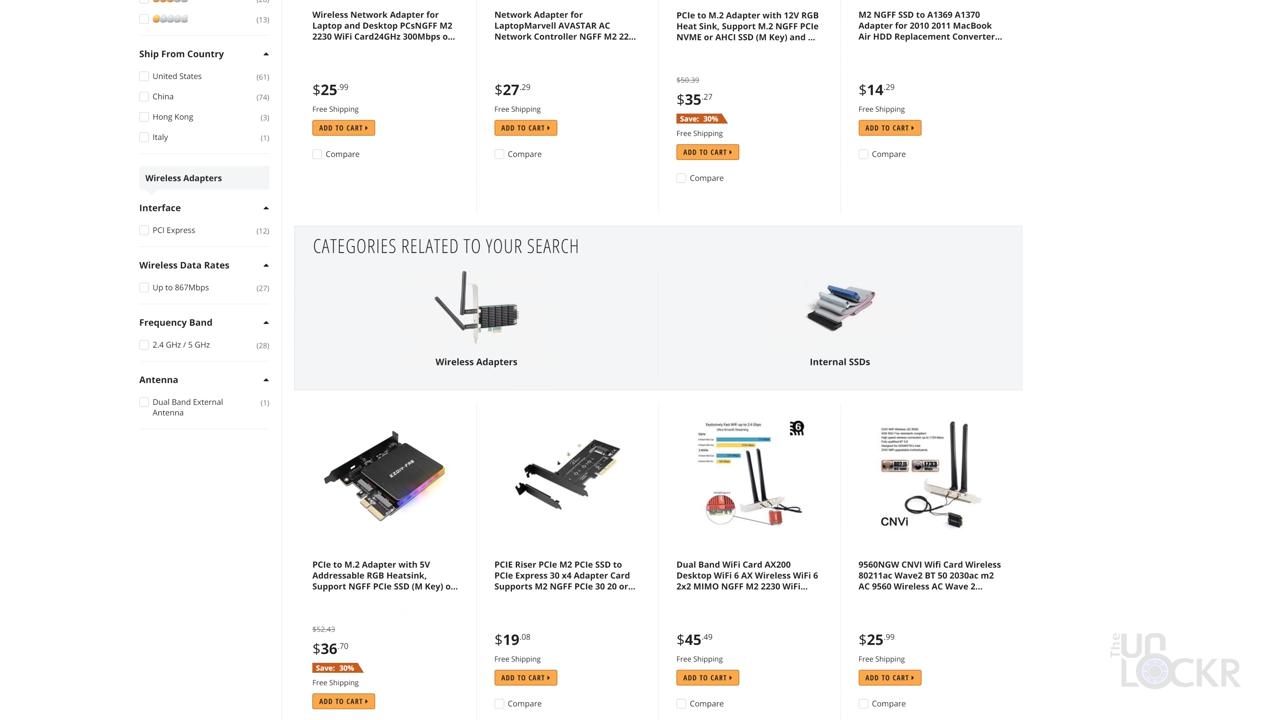 (13)
Ship From Country
United States (61)
China (74)
Hong Kong (3)
Italy (1)
Wireless Adapters
Interface
PCI Express (12)
Wireless Data Rates
Up to 867Mbps (27)
Frequency Band
2.4 GHz / 5 GHz (28)
Antenna
Dual Band External
Antenna (1)
Wireless Network Adapter for
Laptop and Desktop PCsNGFF M2
2230 WiFi Card24GHz 300Mbps o...
$25.99
Free Shipping
ADD TO CART
Compare
Network Adapter for
LaptopMarvell AVASTAR AC
Network Controller NGFF M2 22...
$27.29
Free Shipping
ADD TO CART
Compare
PCIe to M.2 Adapter with 12V RGB
Heat Sink, Support M.2 NGFF PCIe
NVME or AHCI SSD (M Key) and ...
$50.39
$35.27
Save: 30%
Free Shipping
ADD TO CART
Compare
M2 NGFF SSD to A1369 A1370
Adapter for 2010 2011 MacBook
Air HDD Replacement Converter...
$14.29
Free Shipping
ADD TO CART
Compare
CATEGORIES RELATED TO YOUR SEARCH
Wireless Adapters
Internal SSDs
EZDIY-FAB
PCIe to M.2 Adapter with 5V
Addressable RGB Heatsink,
Support NGFF PCIe SSD (M Key) o...
$52.43
$36.70
Save: 30%
Free Shipping
ADD TO CART
PCIE Riser PCIe M2 PCIe SSD to
PCIe Express 30 x4 Adapter Card
Supports M2 NGFF PCIe 30 20 or...
$19.08
Free Shipping
ADD TO CART
Compare
6
Dual Band WiFi Card AX200
Desktop WiFi 6 AX Wireless WiFi 6
2x2 MIMO NGFF M2 2230 WiFi...
$45.49
Free Shipping
ADD TO CART
Compare
CNVi
9560NGW CNVI Wifi Card Wireless
80211ac Wave2 BT 50 2030ac m2
AC 9560 Wireless AC Wave 2...
$25.99
Free Shipping
ADD TO CART
Compare
The
UN
LOCKR